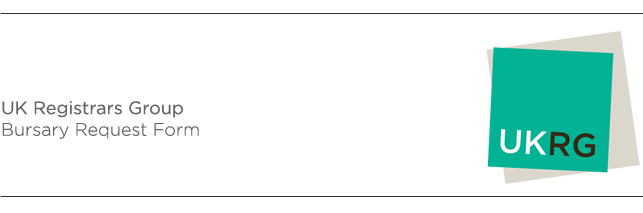 UK Registrars Group
Bursary Request Form
UKRG